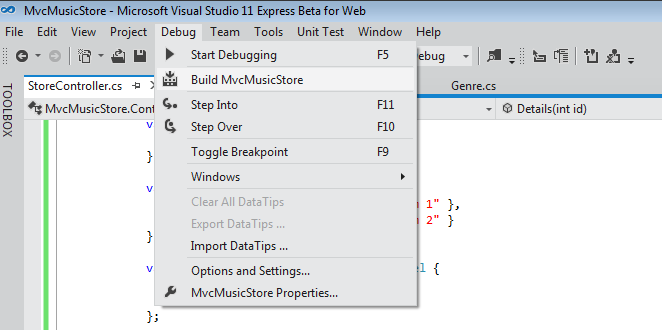 MvcMusicStore - Microsoft Visual Studio 11 Express Beta for Web
File Edit View Project Debug Team Tools Unit Test Window Help
Start Debugging F5
Build MvcMusicStore
Step Into F11
Step Over F10
Toggle Breakpoint F9
Windows
Clear All DataTips
Export DataTips ...
Import DataTips ...
Options and Settings...
MvcMusicStore Properties...
TOOLBOX
StoreController.cs Genre.cs
MvcMusicStore.Cont Details(int id)
v
}
v
1" },
2" }
}
v el {
};